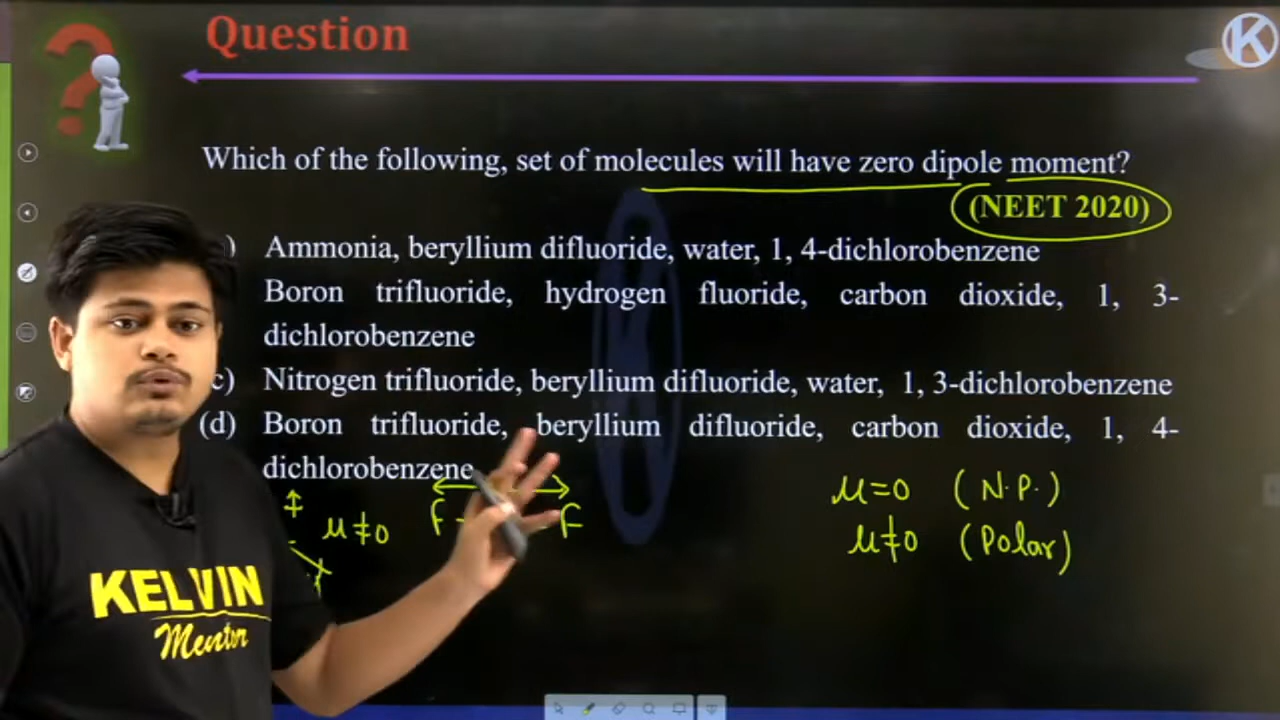 Question
K
Which of the following, set of molecules will have zero dipole moment?
(NEET 2020)
) Ammonia, beryllium difluoride, water, 1, 4-dichlorobenzene
Boron trifluoride, hydrogen fluoride, carbon dioxide, 1, 3-
dichlorobenzene
c) Nitrogen trifluoride, beryllium difluoride, water, 1, 3-dichlorobenzene
(d) Boron trifluoride, beryllium difluoride, carbon dioxide, 1, 4-
dichlorobenzene
μ≠0
F - F
μ=0 (N.P.)
μ≠0 (Polar)
KELVIN
Mentor